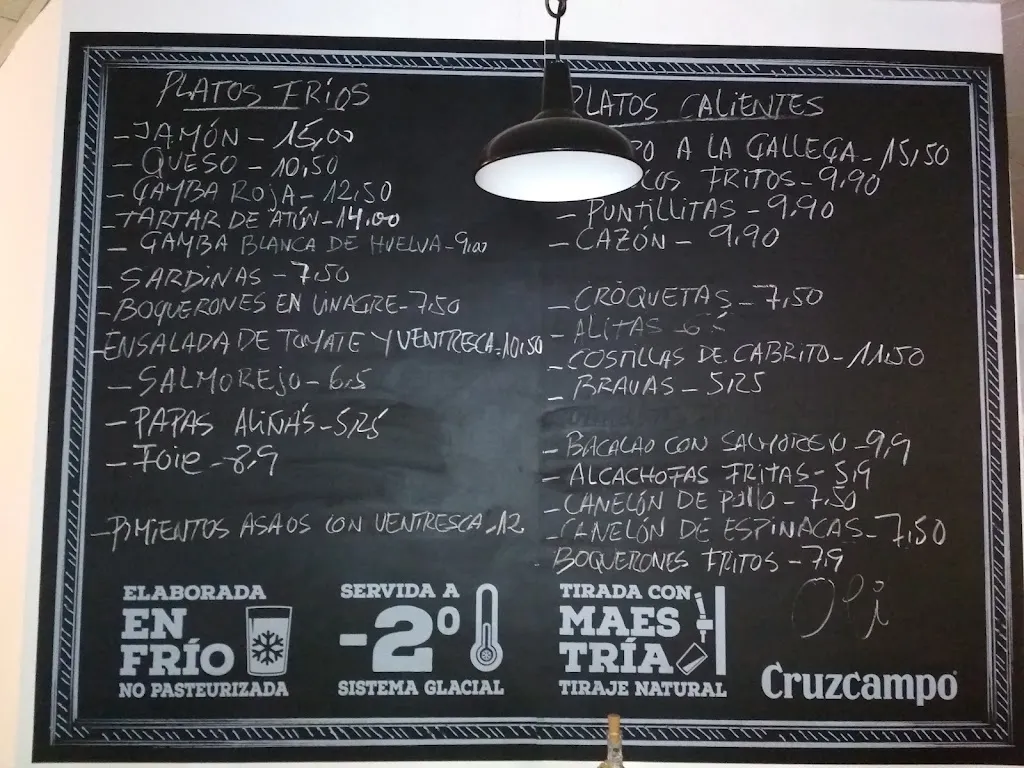 PLATOS FRÍOS
- JAMÓN - 15,00
- QUESO - 10,50
- GAMBA ROJA - 12,50
- TARTAR DE ATÚN - 14,00
- GAMBA BLANCA DE HUELVA - 9,00
- SARDINAS - 7,50
- BOQUERONES EN VINAGRE - 7,50
- ENSALADA DE TOMATE Y VENTRESCA - 10,50
- SALMOREJO - 6,5
- PAPAS ALIÑÁS - 5,25
- FOIE - 8,9
- PIMIENTOS ASAOS CON VENTRESCA - 12
PLATOS CALIENTES
A LA GALLEGA - 15,50
FRITOS - 9,90
- PUNTILLITAS - 9,90
- CAZÓN - 9,90
- CROQUETAS - 7,50
- ALITAS - 6
- COSTILLAS DE CABRITO - 11,50
- BRAVAS - 5,25
- BACALAO CON SALMOREJO - 9,9
- ALCACHOFAS FRITAS - 5,9
- CANELÓN DE POLLO - 7,50
- CANELÓN DE ESPINACAS - 7,50
- BOQUERONES FRITOS - 7,9
Oli
ELABORADA
EN
FRÍO
NO PASTEURIZADA
SERVIDA A
-2º
SISTEMA GLACIAL
TIRADA CON
MAES
TRÍA
TIRAJE NATURAL
Cruzcampo